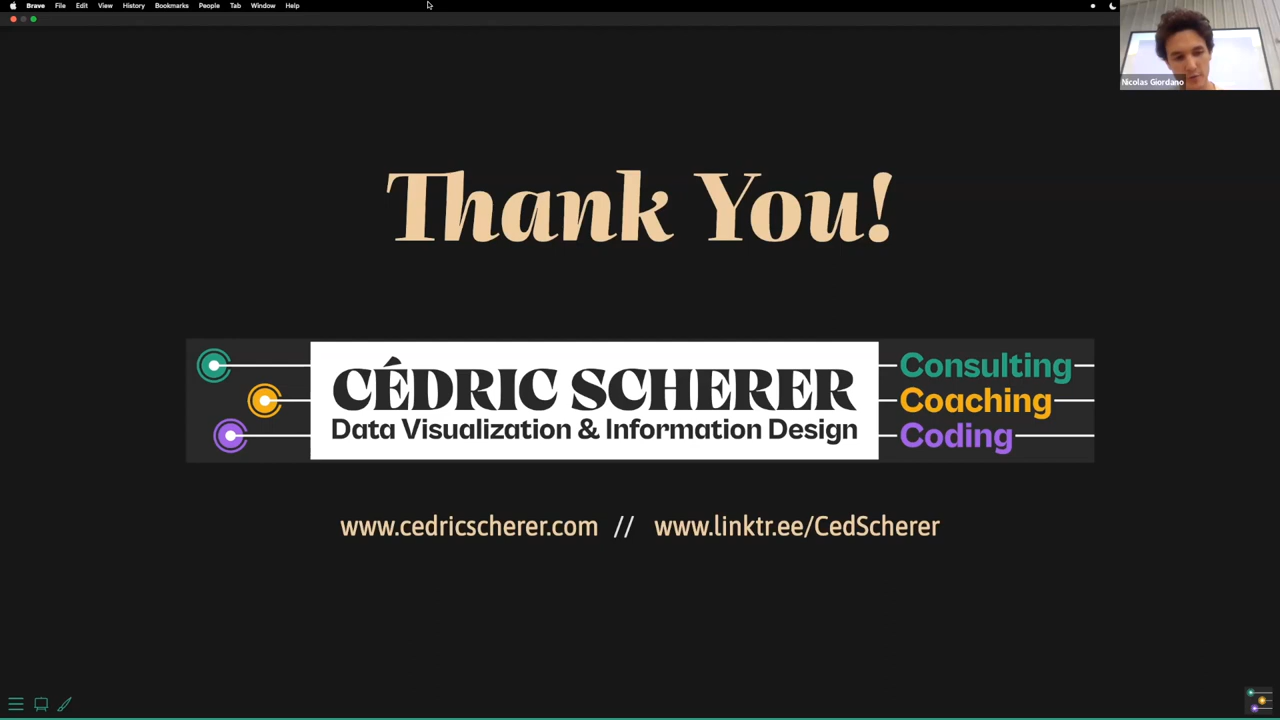 Brave File Edit View History Bookmarks People Tab Window Help
Nicolas Giordano
Thank You!
CÉDRIC SCHERER
Data Visualization & Information Design
Consulting
Coaching
Coding
www.cedricscherer.com // www.linktr.ee/CedScherer